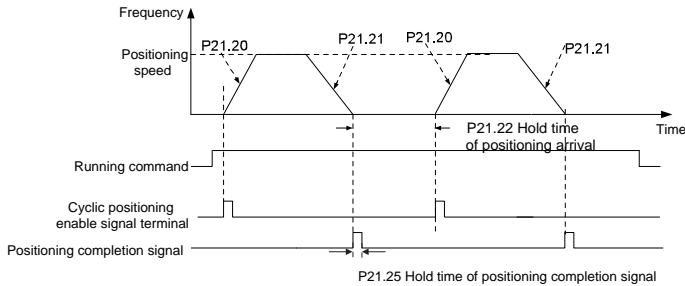 Frequency
P21.20
P21.21
P21.20
P21.21
Positioning
speed
P21.22 Hold time
of positioning arrival
Time
Running command
Cyclic positioning
enable signal terminal
Positioning completion signal
P21.25 Hold time of positioning completion signal